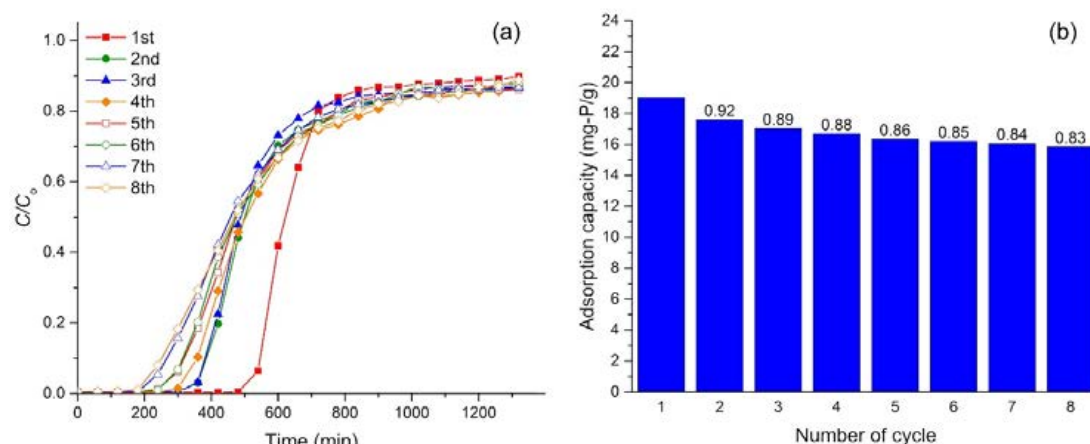 (a)
1st
2nd
3rd
4th
5th
6th
7th
8th
C/C₀
1.0
0.8
0.6
0.4
0.2
0.0
0 200 400 600 800 1000 1200
Time (min)
(b)
Adsorption capacity (mg-P/g)
24
22
20
18
16
14
12
10
8
6
4
2
0
0.92 0.89 0.88 0.86 0.85 0.84 0.83
1 2 3 4 5 6 7 8
Number of cycle